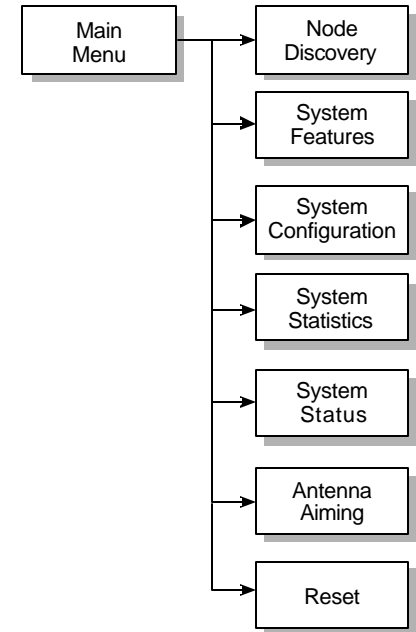 Main
Menu
Node
Discovery
System
Features
System
Configuration
System
Statistics
System
Status
Antenna
Aiming
Reset